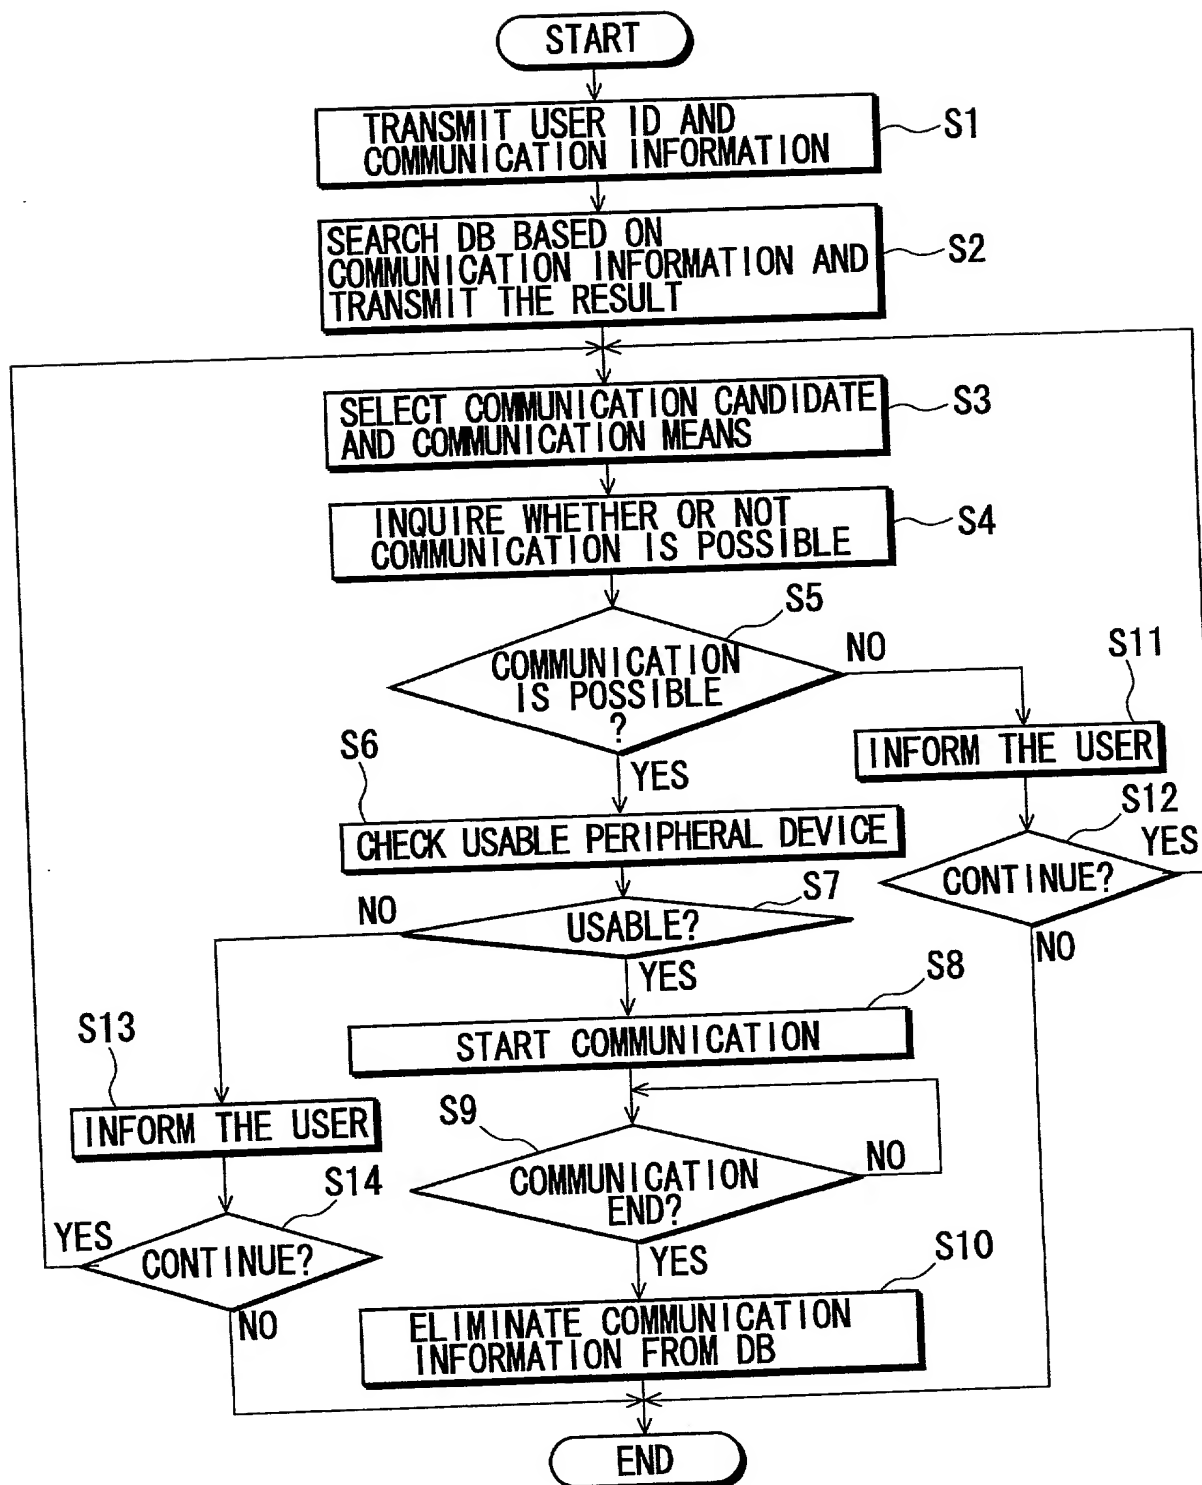 START
TRANSMIT USER ID AND
COMMUNICATION INFORMATION
S1
SEARCH DB BASED ON
COMMUNICATION INFORMATION AND
TRANSMIT THE RESULT
S2
SELECT COMMUNICATION CANDIDATE
AND COMMUNICATION MEANS
S3
INQUIRE WHETHER OR NOT
COMMUNICATION IS POSSIBLE
S4
S5
COMMUNICATION
IS POSSIBLE
?
NO
YES
S11
INFORM THE USER
S6
CHECK USABLE PERIPHERAL DEVICE
S12
CONTINUE?
YES
NO
S7
USABLE?
NO
YES
S8
START COMMUNICATION
S13
INFORM THE USER
S9
COMMUNICATION
END?
NO
YES
S14
CONTINUE?
YES
NO
S10
ELIMINATE COMMUNICATION
INFORMATION FROM DB
END